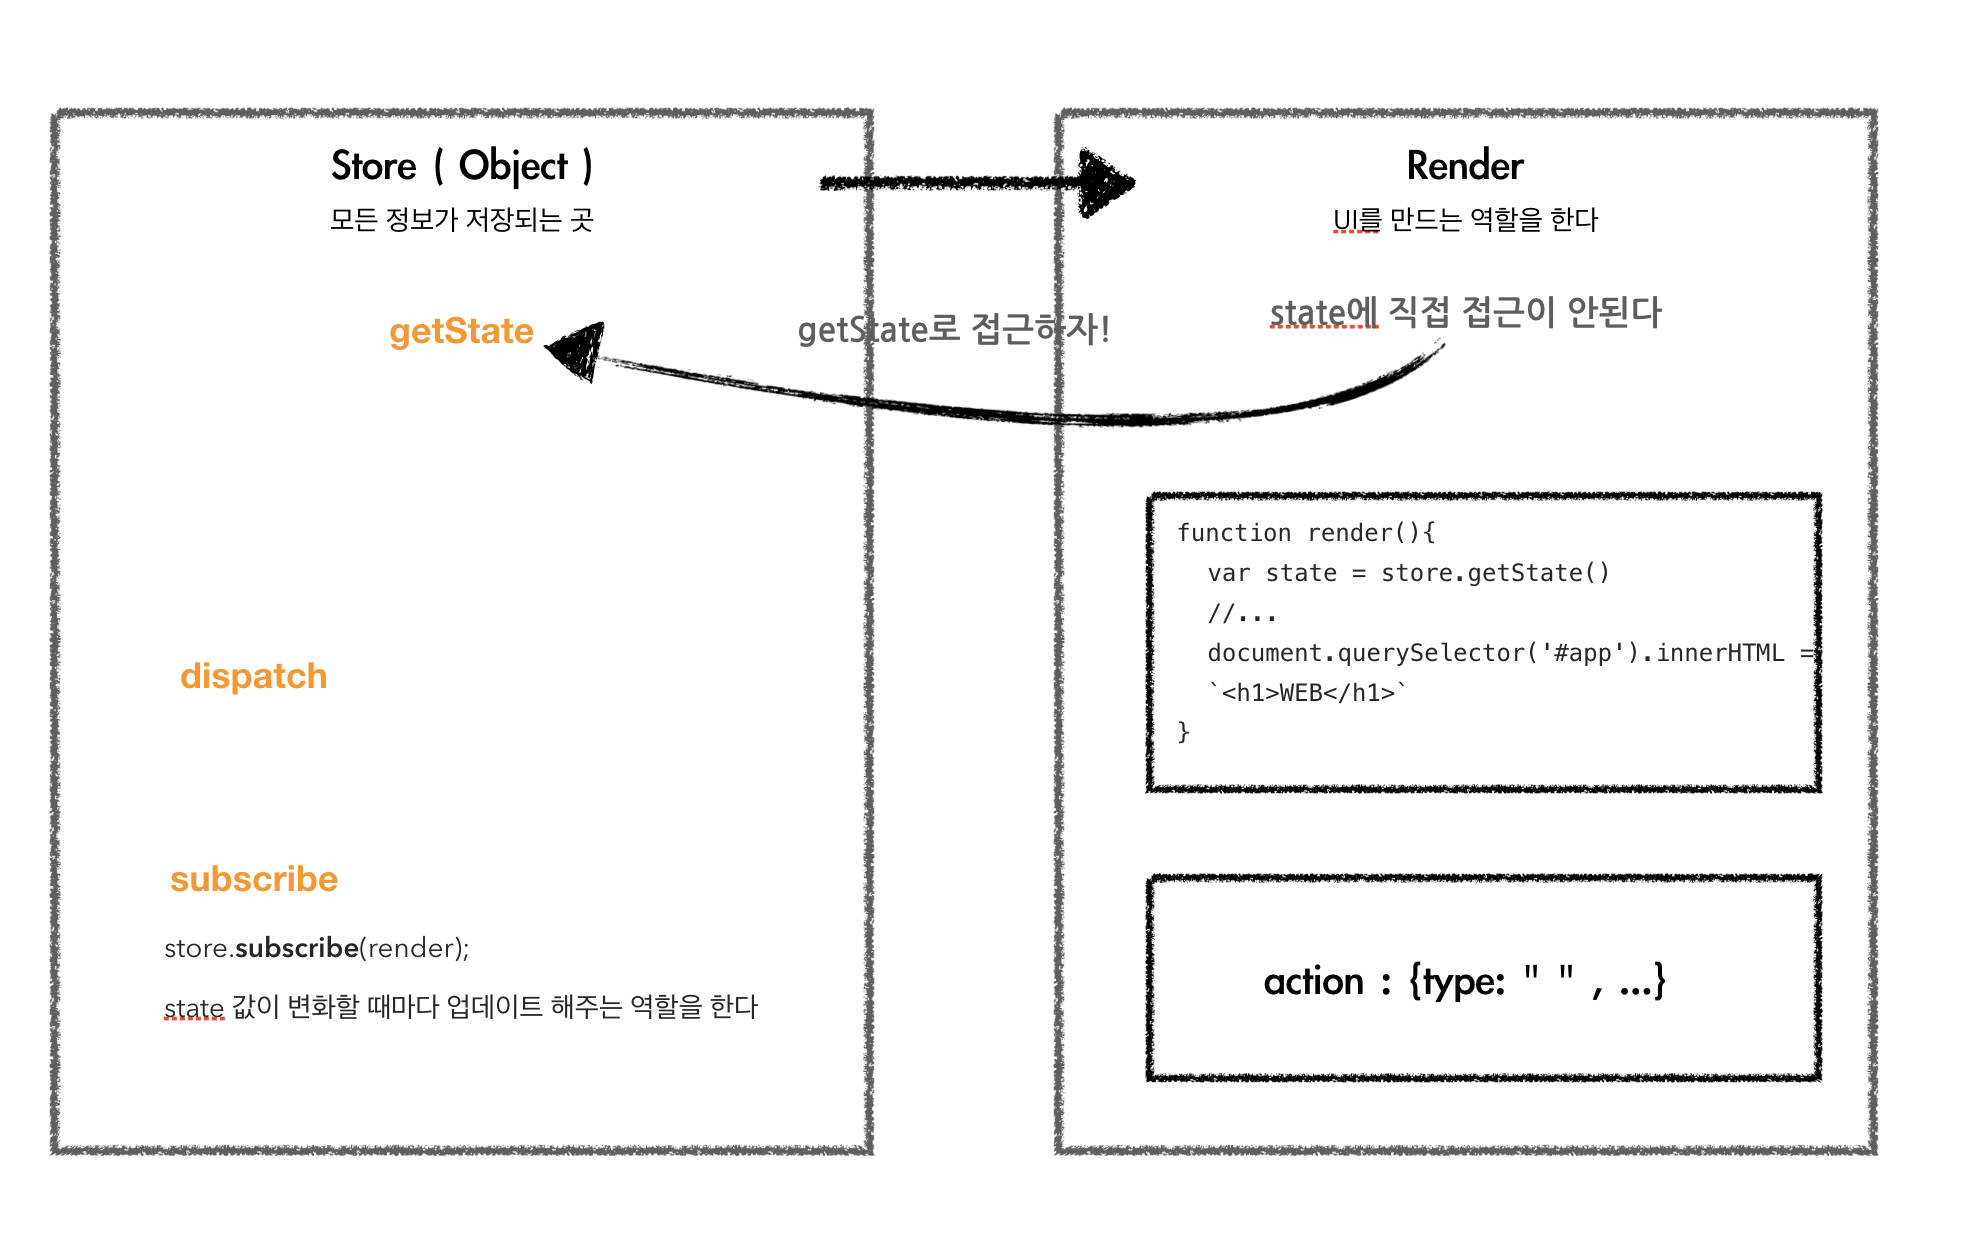 Store ( Object )
모든 정보가 저장되는 곳
getState
dispatch
subscribe
store.subscribe(render);
state 값이 변화할 때마다 업데이트 해주는 역할을 한다
getState로 접근하자!
Render
UI를 만드는 역할을 한다
state에 직접 접근이 안된다
function render(){
var state = store.getState()
//...
document.querySelector('#app').innerHTML =
`<h1>WEB</h1>`
}
action : {type: " " , ...}